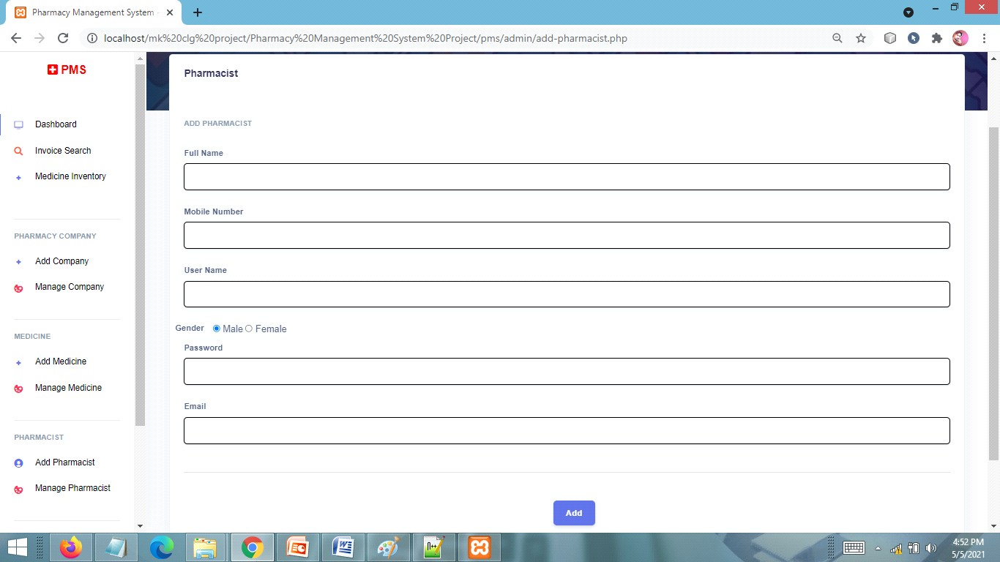 Pharmacy Management System -
localhost/mk%20clg%20project/Pharmacy%20Management%20System%20Project/pms/admin/add-pharmacist.php
PMS
Dashboard
Invoice Search
Medicine Inventory
PHARMACY COMPANY
Add Company
Manage Company
MEDICINE
Add Medicine
Manage Medicine
PHARMACIST
Add Pharmacist
Manage Pharmacist
Pharmacist
ADD PHARMACIST
Full Name
Mobile Number
User Name
Gender Male Female
Password
Email
Add
4:52 PM
5/5/2021